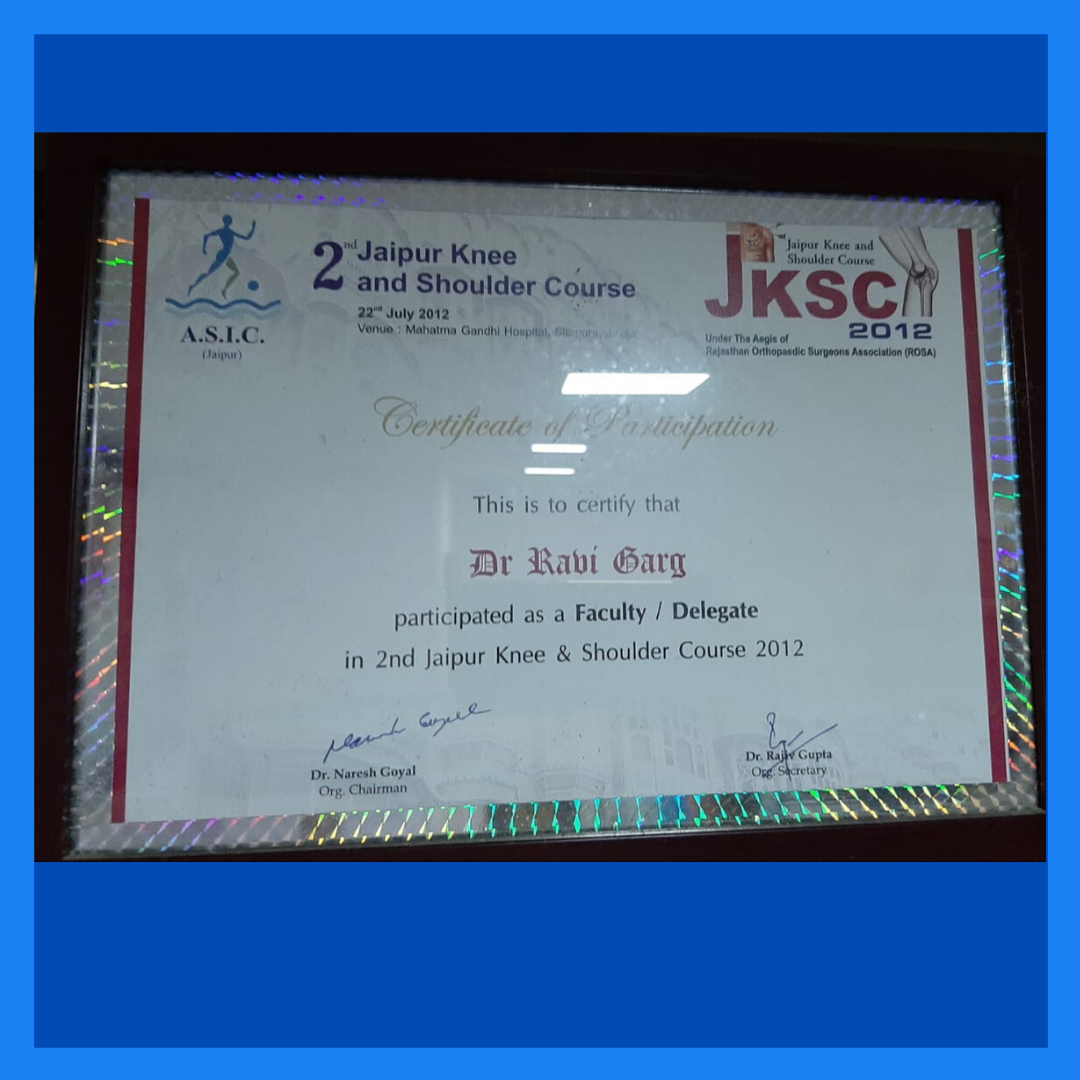 2nd Jaipur Knee
and Shoulder Course
22nd July 2012
Venue : Mahatma Gandhi Hospital,
A.S.I.C.
(Jaipur)
Jaipur Knee and
Shoulder Course
JKSC
2012
Under The Aegis of
Rajasthan Orthopaedic Surgeons Association (ROSA)
Certificate of Participation
This is to certify that
Dr Ravi Garg
participated as a Faculty / Delegate
in 2nd Jaipur Knee & Shoulder Course 2012
Dr. Naresh Goyal
Org. Chairman
Dr. Rajiv Gupta
Org. Secretary